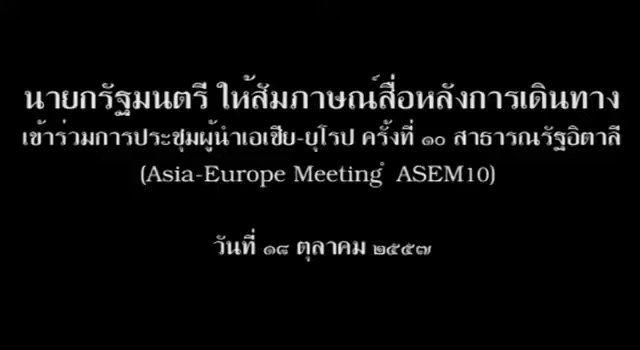 นายกรัฐมนตรี ให้สัมภาษณ์สื่อหลังการเดินทาง
เข้าร่วมการประชุมผู้นำเอเชีย-ยุโรป ครั้งที่ ๑๐ สาธารณรัฐอิตาลี
(Asia-Europe Meetingํ ASEM10)
วันที่ ๑๘ ตุลาคม ๒๕๕๗